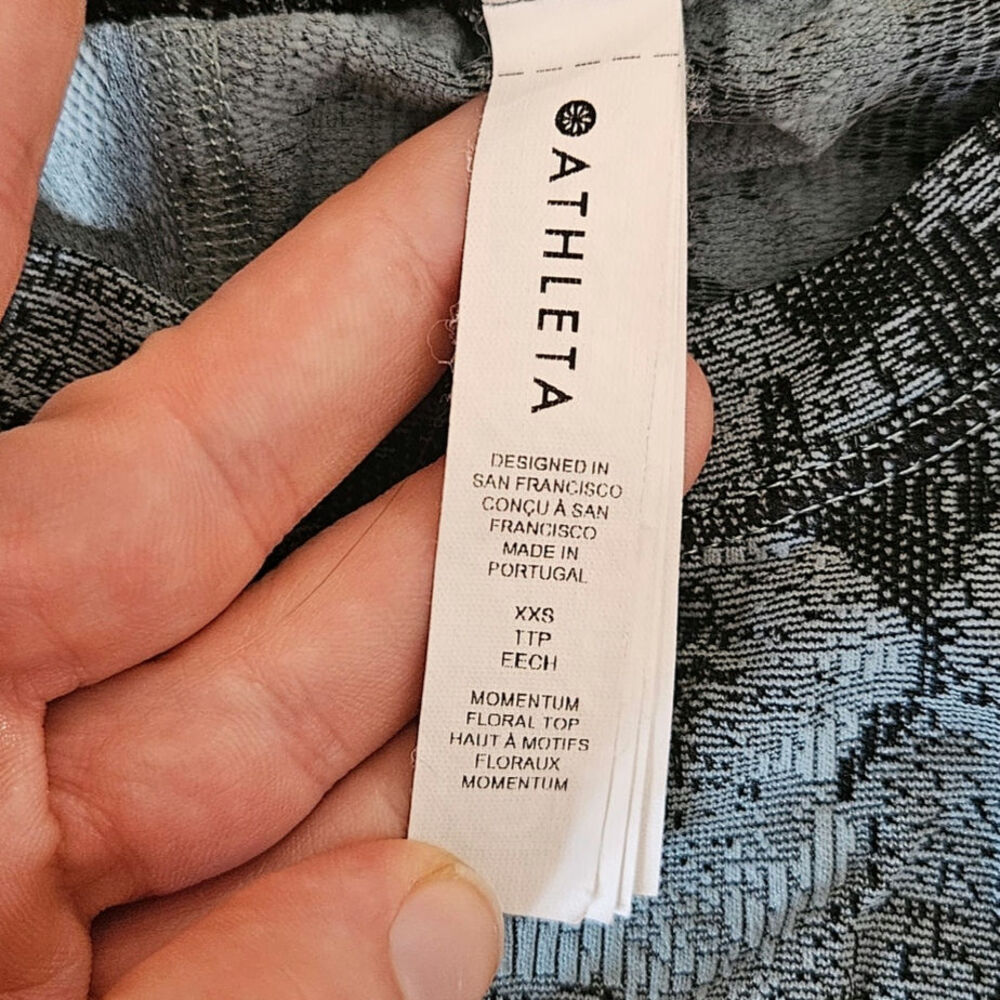 ATHLETA
DESIGNED IN
SAN FRANCISCO
CONÇU À SAN
FRANCISCO
MADE IN
PORTUGAL
XXS
TTP
EECH
MOMENTUM
FLORAL TOP
HAUT À MOTIFS
FLORAUX
MOMENTUM